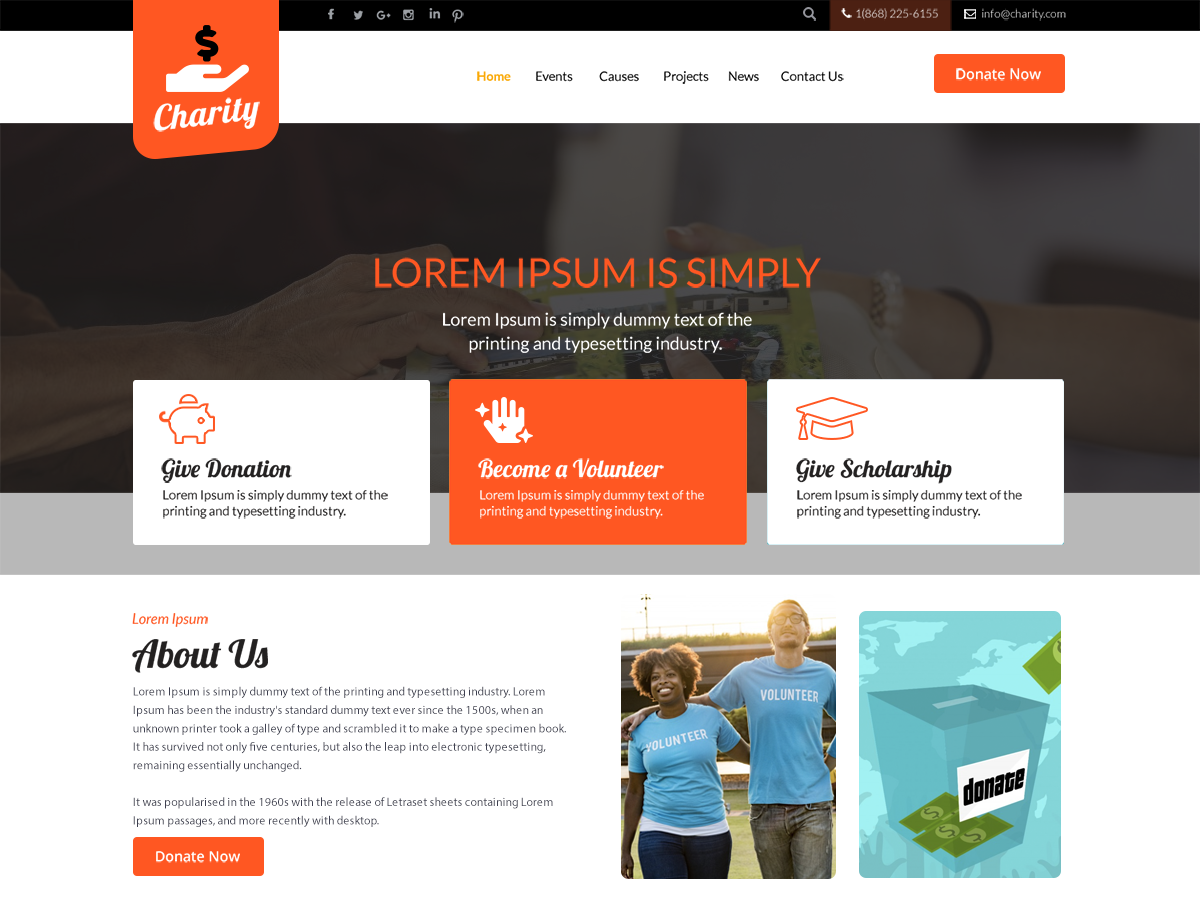 1(868) 225-6155
info@charity.com
Charity
Home
Events
Causes
Projects
News
Contact Us
Donate Now
LOREM IPSUM IS SIMPLY
Lorem Ipsum is simply dummy text of the
printing and typesetting industry.
Give Donation
Lorem Ipsum is simply dummy text of the
printing and typesetting industry.
Become a Volunteer
Lorem Ipsum is simply dummy text of the
printing and typesetting industry.
Give Scholarship
Lorem Ipsum is simply dummy text of the
printing and typesetting industry.
Lorem Ipsum
About Us
Lorem Ipsum is simply dummy text of the printing and typesetting industry. Lorem
Ipsum has been the industry's standard dummy text ever since the 1500s, when an
unknown printer took a galley of type and scrambled it to make a type specimen book.
It has survived not only five centuries, but also the leap into electronic typesetting,
remaining essentially unchanged.
It was popularised in the 1960s with the release of Letraset sheets containing Lorem
Ipsum passages, and more recently with desktop.
Donate Now
VOLUNTEER
VOLUNTEER
donate